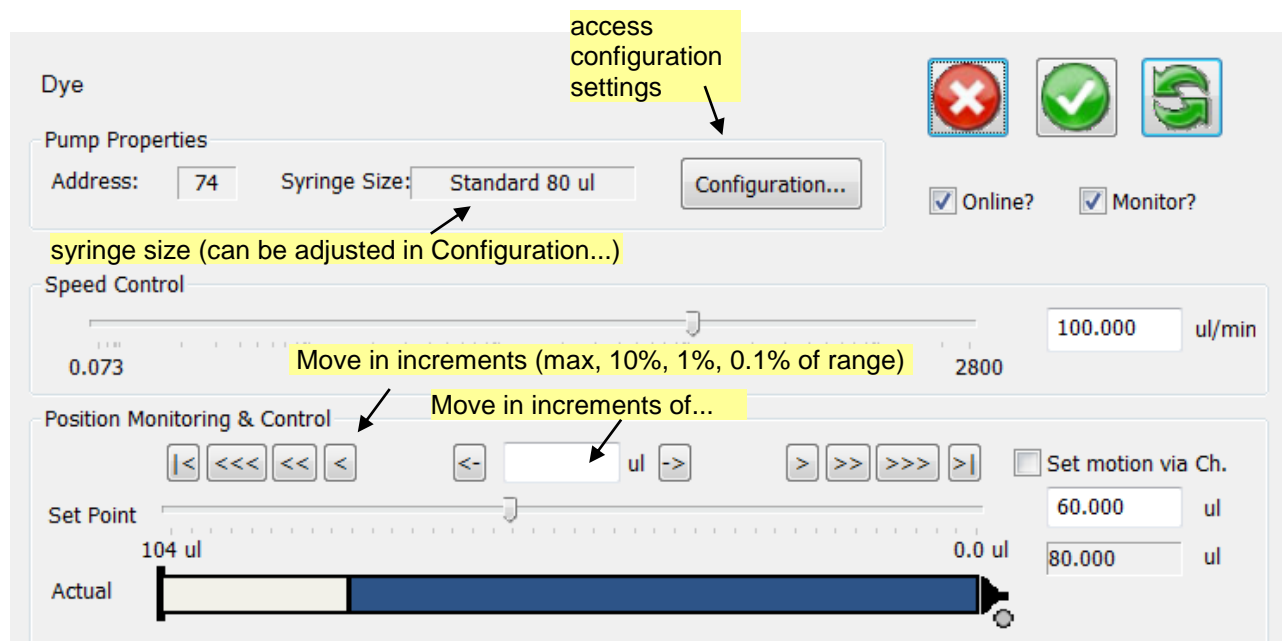 access
configuration
settings
Dye
Pump Properties
Address: 74 Syringe Size: Standard 80 ul Configuration...
Online? Monitor?
syringe size (can be adjusted in Configuration...)
Speed Control
100.000 ul/min
0.073 2800
Move in increments (max, 10%, 1%, 0.1% of range)
Move in increments of...
Position Monitoring & Control
|< <<< << < <- ul -> > >> >>> >| Set motion via Ch.
Set Point 60.000 ul
104 ul 0.0 ul
80.000 ul
Actual